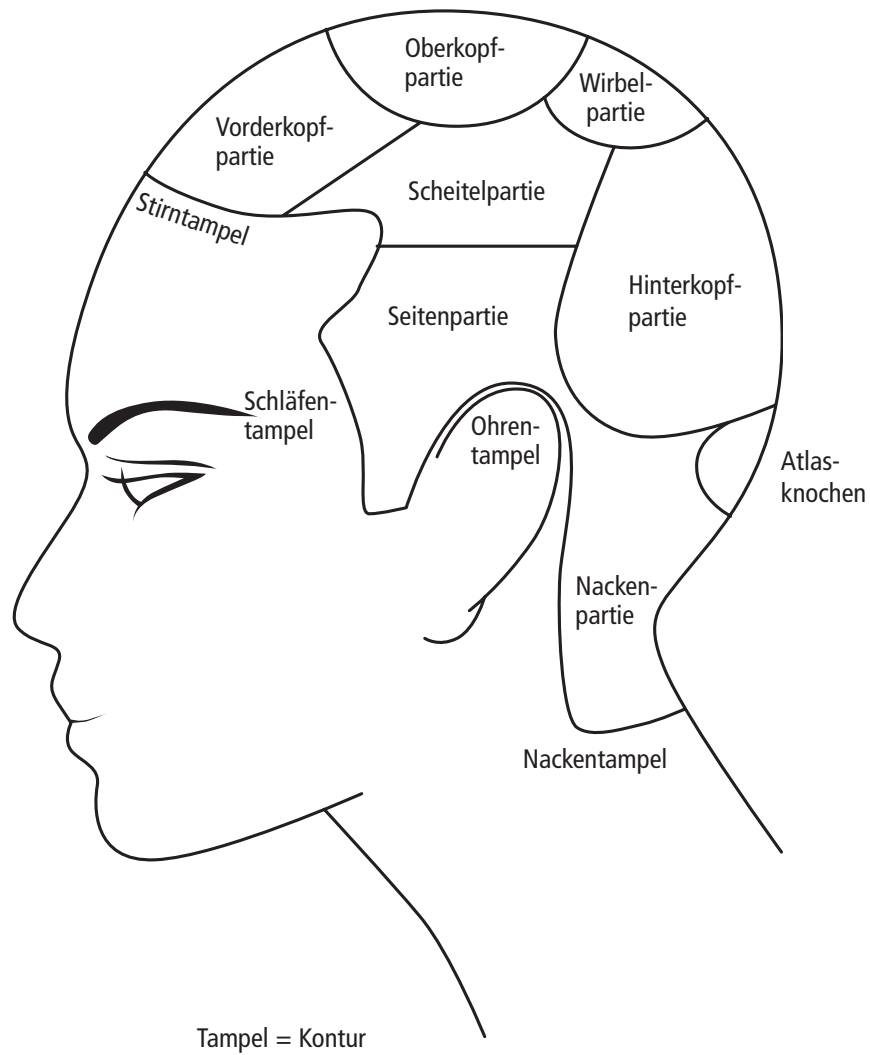 Oberkopf-
partie
Wirbel-
partie
Vorderkopf-
partie
Scheitelpartie
Stirntampel
Hinterkopf-
partie
Seitenpartie
Schläfen-
tampel
Ohren-
tampel
Atlas-
knochen
Nacken-
partie
Nackentampel
Tampel = Kontur